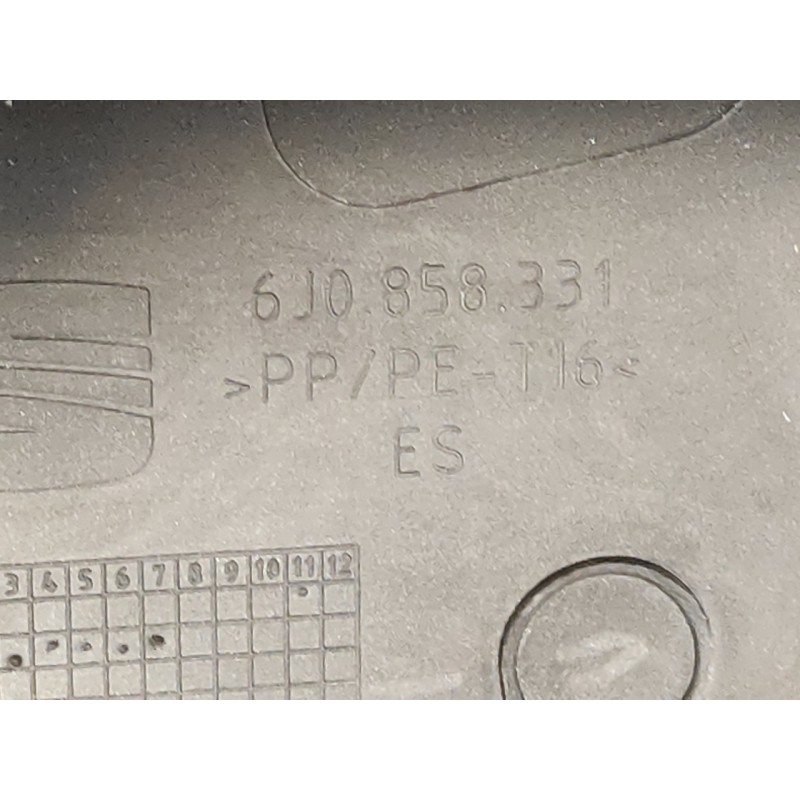 6J0.858.331
>PP/PE-T16<
ES
3 4 5 6 7 8 9 10 11 12